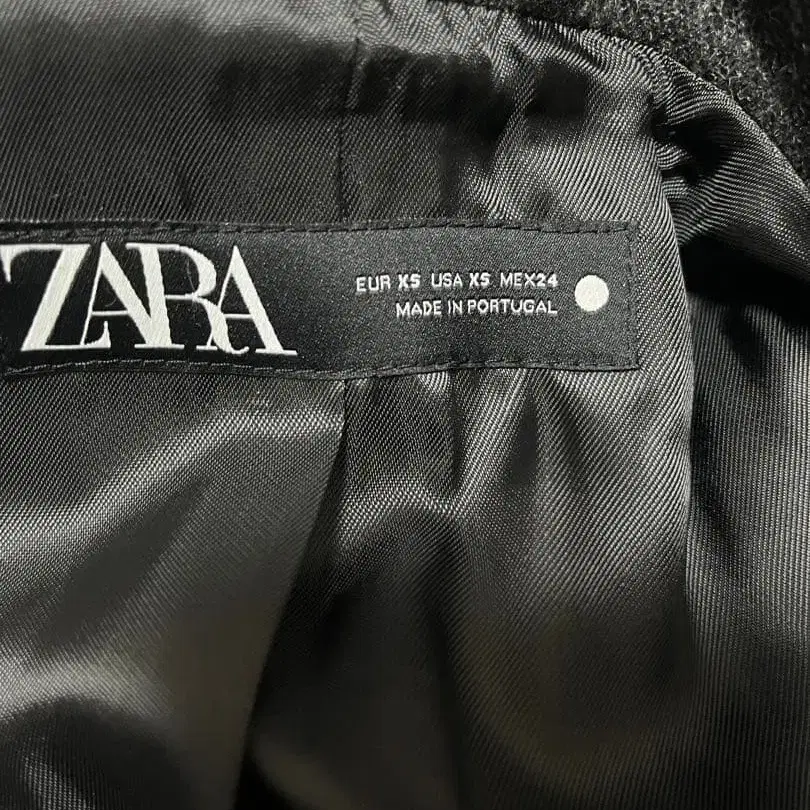 ZARA
EUR XS USA XS MEX24
MADE IN PORTUGAL